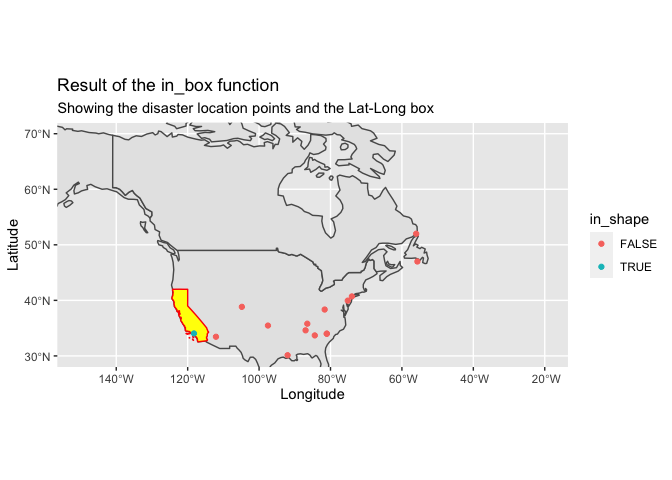 Result of the in_box function
Showing the disaster location points and the Lat-Long box
70°N
60°N
50°N
40°N
30°N
Latitude
140°W 120°W 100°W 80°W 60°W 40°W 20°W
Longitude
in_shape
FALSE
TRUE